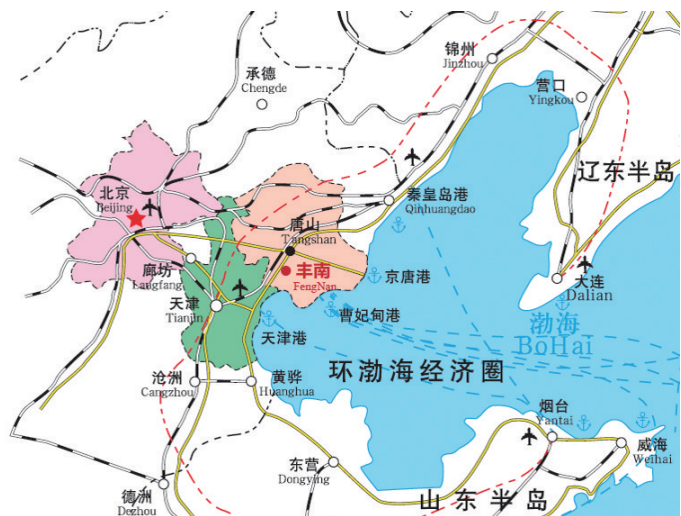 锦州
Jinzhou
承德
Chengde
营口
Yingkou
辽东半岛
北京
Beijing
秦皇岛港
Qinhuangdao
唐山
Tangshan
廊坊
Langfang
丰南
FengNan
京唐港
大连
Dalian
天津
Tianjin
曹妃甸港
渤海
BoHai
天津港
环渤海经济圈
沧洲
Cangzhou
黄骅
Huanghua
烟台
Yantai
威海
Weihai
东营
Dongying
德洲
Dezhou
山东半岛